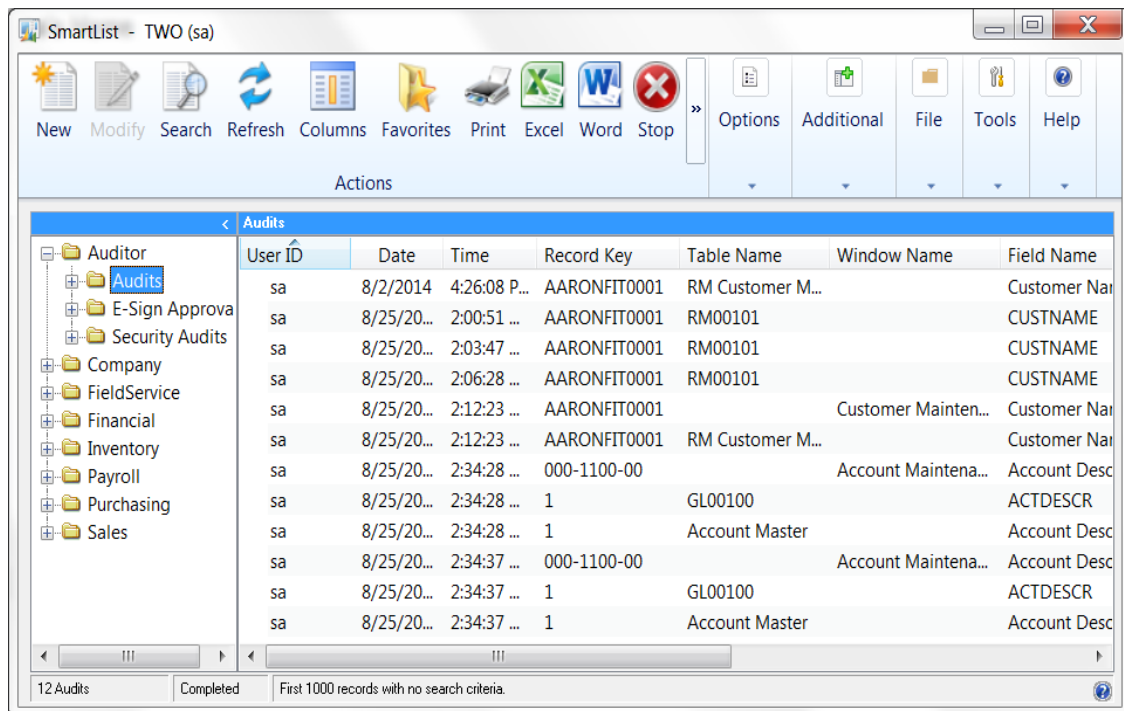 SmartList - TWO (sa)
New Modify Search Refresh Columns Favorites Print Excel Word Stop » Options Additional File Tools Help
Actions
< Audits
Auditor
Audits
E-Sign Approva
Security Audits
Company
FieldService
Financial
Inventory
Payroll
Purchasing
Sales
User ID Date Time Record Key Table Name Window Name Field Name
sa 8/2/2014 4:26:08 P... AARONFIT0001 RM Customer M... Customer Nar
sa 8/25/20... 2:00:51 ... AARONFIT0001 RM00101 CUSTNAME
sa 8/25/20... 2:03:47 ... AARONFIT0001 RM00101 CUSTNAME
sa 8/25/20... 2:06:28 ... AARONFIT0001 RM00101 CUSTNAME
sa 8/25/20... 2:12:23 ... AARONFIT0001 Customer Mainten... Customer Nar
sa 8/25/20... 2:12:23 ... AARONFIT0001 RM Customer M... Customer Nar
sa 8/25/20... 2:34:28 ... 000-1100-00 Account Maintena... Account Desc
sa 8/25/20... 2:34:28 ... 1 GL00100 ACTDESCR
sa 8/25/20... 2:34:28 ... 1 Account Master Account Desc
sa 8/25/20... 2:34:37 ... 000-1100-00 Account Maintena... Account Desc
sa 8/25/20... 2:34:37 ... 1 GL00100 ACTDESCR
sa 8/25/20... 2:34:37 ... 1 Account Master Account Desc
12 Audits Completed First 1000 records with no search criteria.